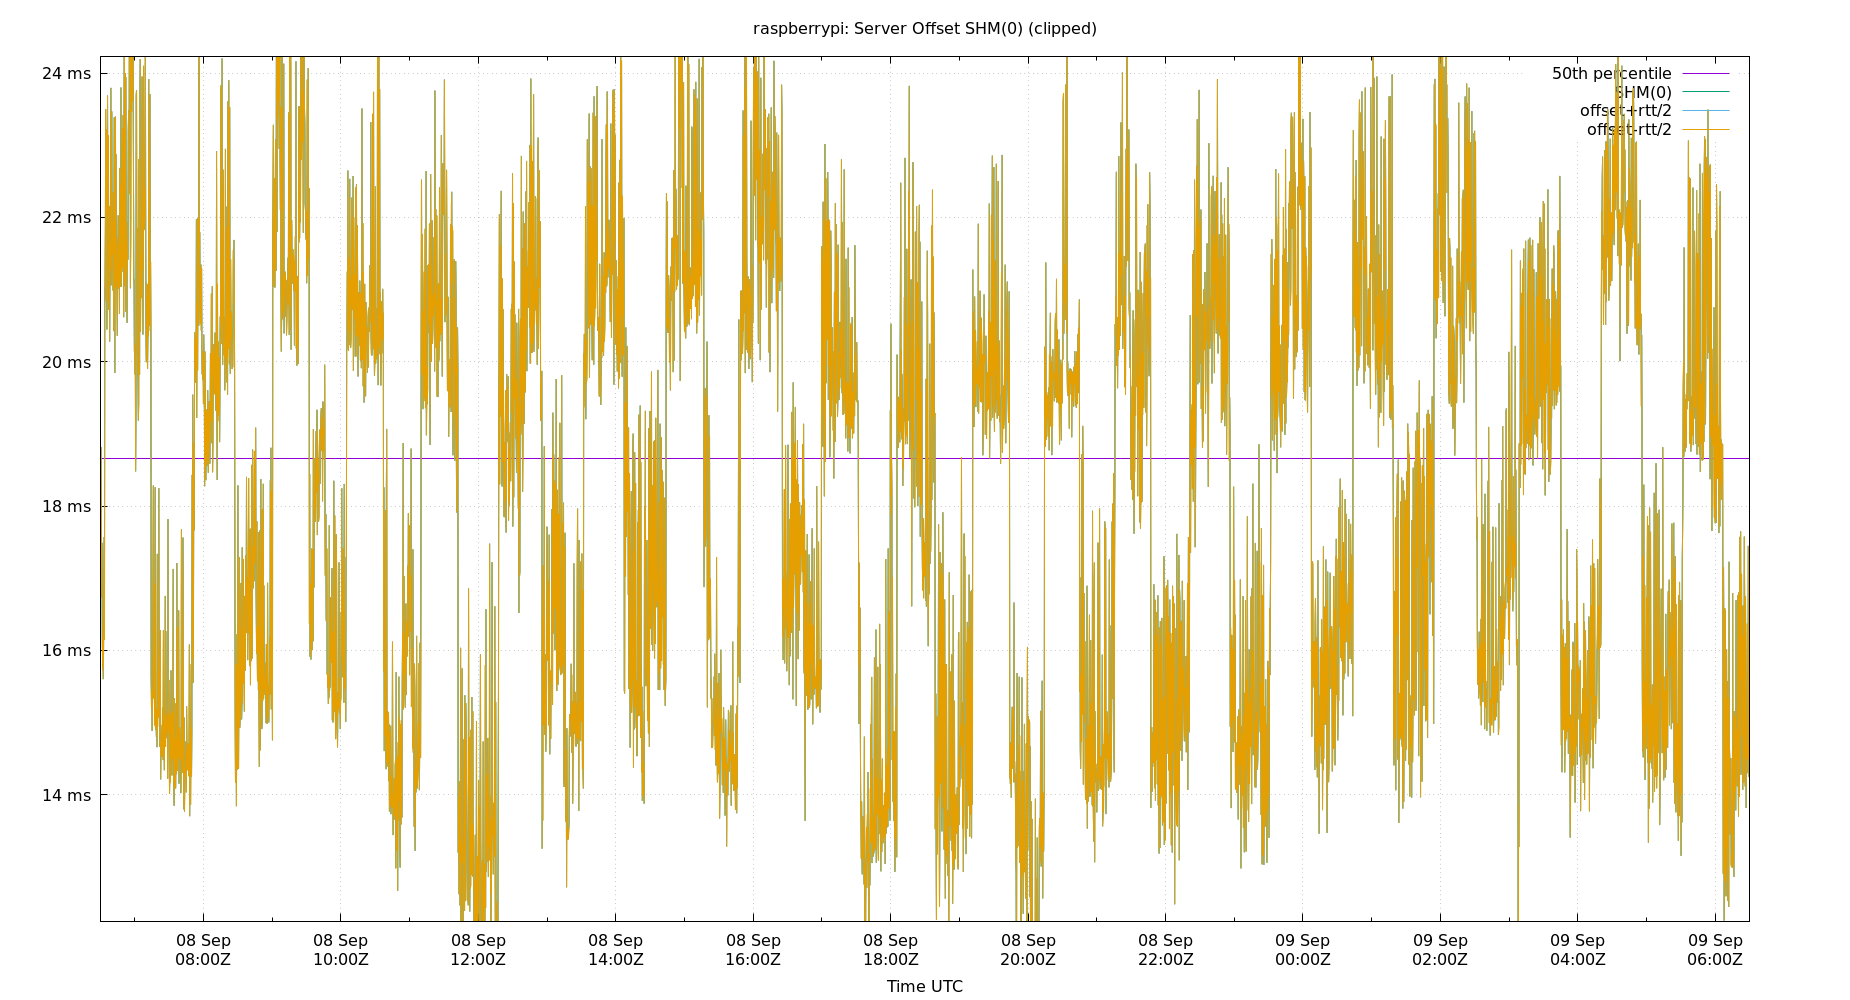 raspberrypi: Server Offset SHM(0) (clipped)
24 ms
22 ms
20 ms
18 ms
16 ms
14 ms
50th percentile
SHM(0)
offset+rtt/2
offset-rtt/2
08 Sep
08:00Z
08 Sep
10:00Z
08 Sep
12:00Z
08 Sep
14:00Z
08 Sep
16:00Z
08 Sep
18:00Z
08 Sep
20:00Z
08 Sep
22:00Z
09 Sep
00:00Z
09 Sep
02:00Z
09 Sep
04:00Z
09 Sep
06:00Z
Time UTC